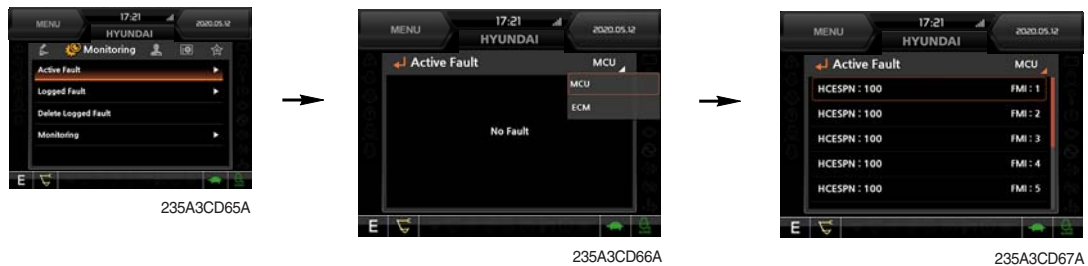 MENU
17:21
2020.05.12
HYUNDAI
Monitoring
Active Fault
Logged Fault
Delete Logged Fault
Monitoring
E
235A3CD65A
MENU
17:21
2020.05.12
HYUNDAI
Active Fault
MCU
MCU
ECM
No Fault
E
235A3CD66A
MENU
17:21
2020.05.12
HYUNDAI
Active Fault
MCU
HCESPN : 100 FMI : 1
HCESPN : 100 FMI : 2
HCESPN : 100 FMI : 3
HCESPN : 100 FMI : 4
HCESPN : 100 FMI : 5
E
235A3CD67A